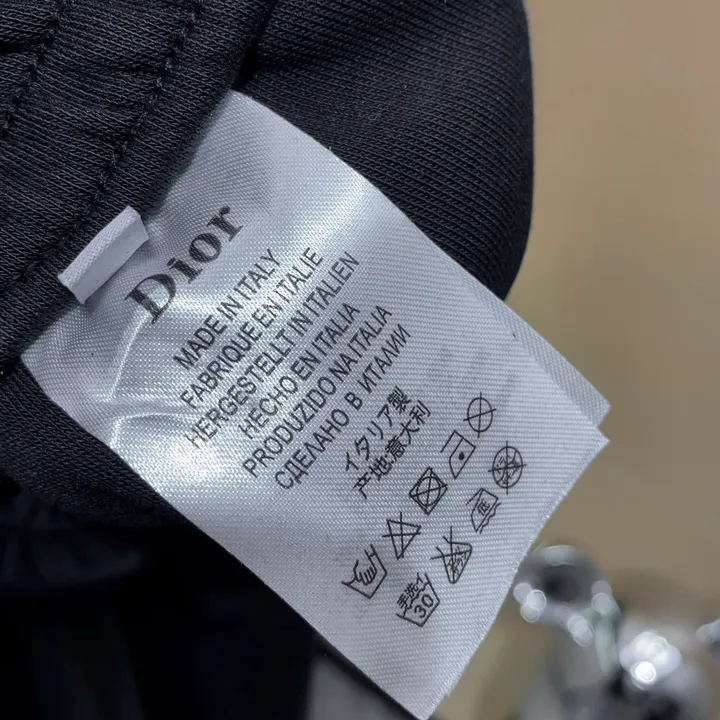 Dior
MADE IN ITALY
FABRIQUE EN ITALIE
HERGESTELLT IN ITALIEN
HECHO EN ITALIA
PRODUZIDO NA ITALIA
СДЕЛАНО В ИТАЛИИ
イタリア製
产地:意大利
手洗イ
30